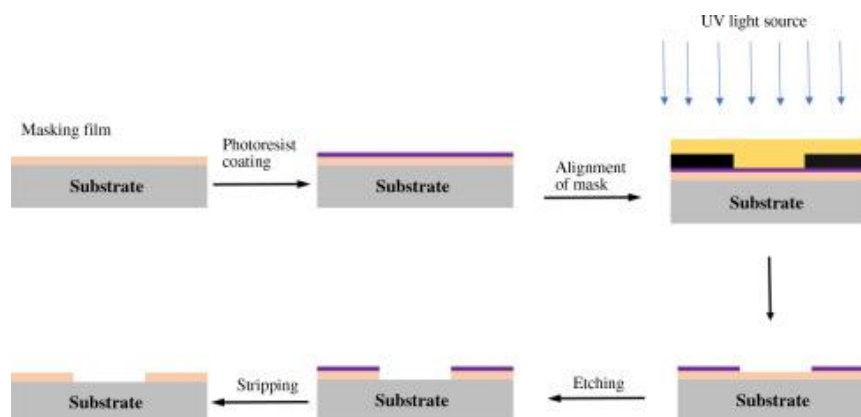 UV light source
Masking film
Photoresist
coating
Substrate
Substrate
Alignment
of mask
Substrate
Stripping
Etching
Substrate
Substrate
Substrate